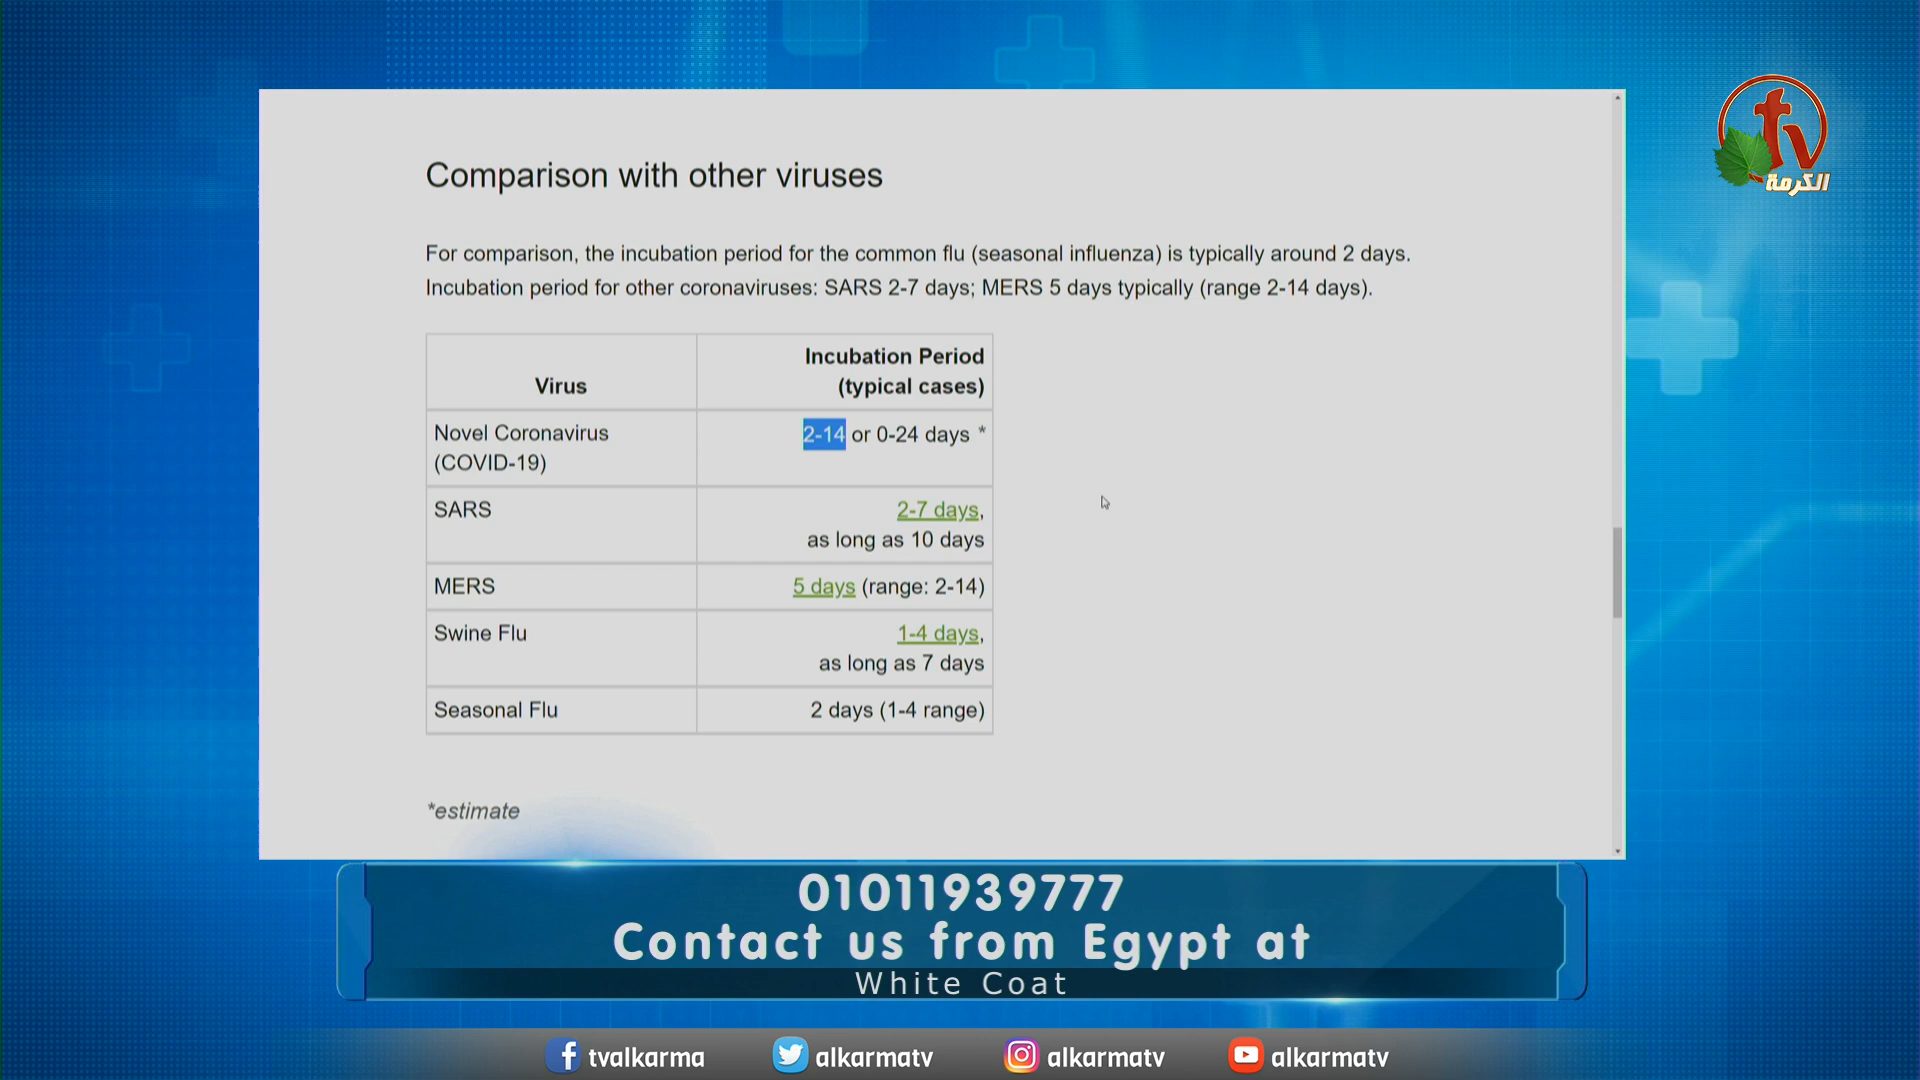 Comparison with other viruses
tv
الكرمة
For comparison, the incubation period for the common flu (seasonal influenza) is typically around 2 days.
Incubation period for other coronaviruses: SARS 2-7 days; MERS 5 days typically (range 2-14 days).
Virus
Incubation Period
(typical cases)
Novel Coronavirus
(COVID-19)
2-14 or 0-24 days *
SARS
2-7 days,
as long as 10 days
MERS
5 days (range: 2-14)
Swine Flu
1-4 days,
as long as 7 days
Seasonal Flu
2 days (1-4 range)
*estimate
01011939777
Contact us from Egypt at
White Coat
tvalkarma
alkarmatv
alkarmatv
alkarmatv